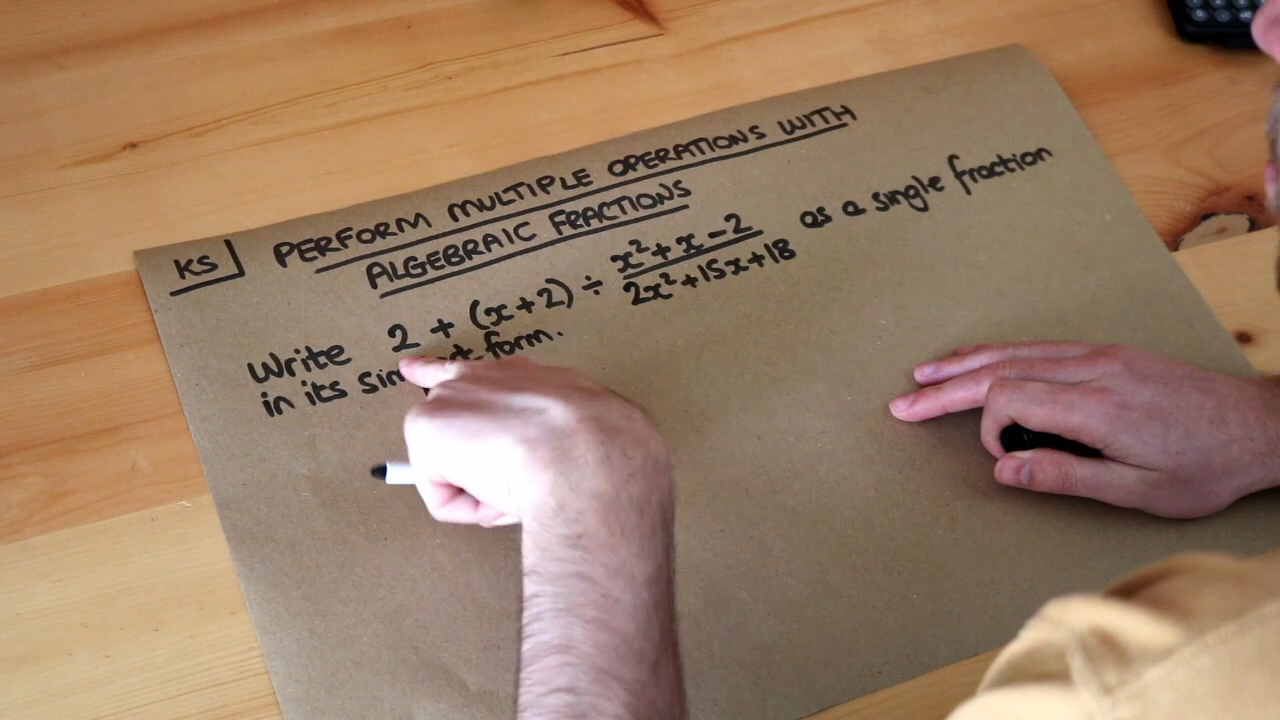 KS
PERFORM MULTIPLE OPERATIONS WITH
ALGEBRAIC FRACTIONS
Write 2 + (x+2) ÷ (x²+x-2)/(2x²+15x+18) as a single fraction
in its form.